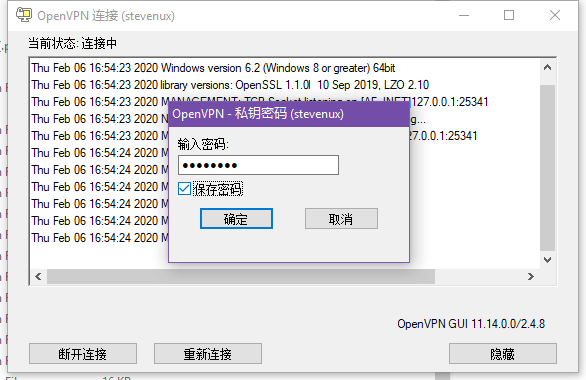 OpenVPN 连接 (stevenux)
当前状态: 连接中
Thu Feb 06 16:54:23 2020 Windows version 6.2 (Windows 8 or greater) 64bit
Thu Feb 06 16:54:23 2020 library versions: OpenSSL 1.1.0l  10 Sep 2019, LZO 2.10
Thu Feb 06 16:54:23 2020 MANAGEMENT: TCP Socket listening on [AF_INET]127.0.0.1:25341
Thu Feb 06 16:54:23 2020 N
Thu Feb 06 16:54:23 2020 M 27.0.0.1:25341
Thu Feb 06 16:54:24 2020 M
Thu Feb 06 16:54:24 2020 M
Thu Feb 06 16:54:24 2020 M
Thu Feb 06 16:54:24 2020 M
Thu Feb 06 16:54:24 2020 M
Thu Feb 06 16:54:24 2020 M
OpenVPN - 私钥密码 (stevenux)
输入密码:
保存密码
确定 取消
OpenVPN GUI 11.14.0.0/2.4.8
断开连接 重新连接 隐藏